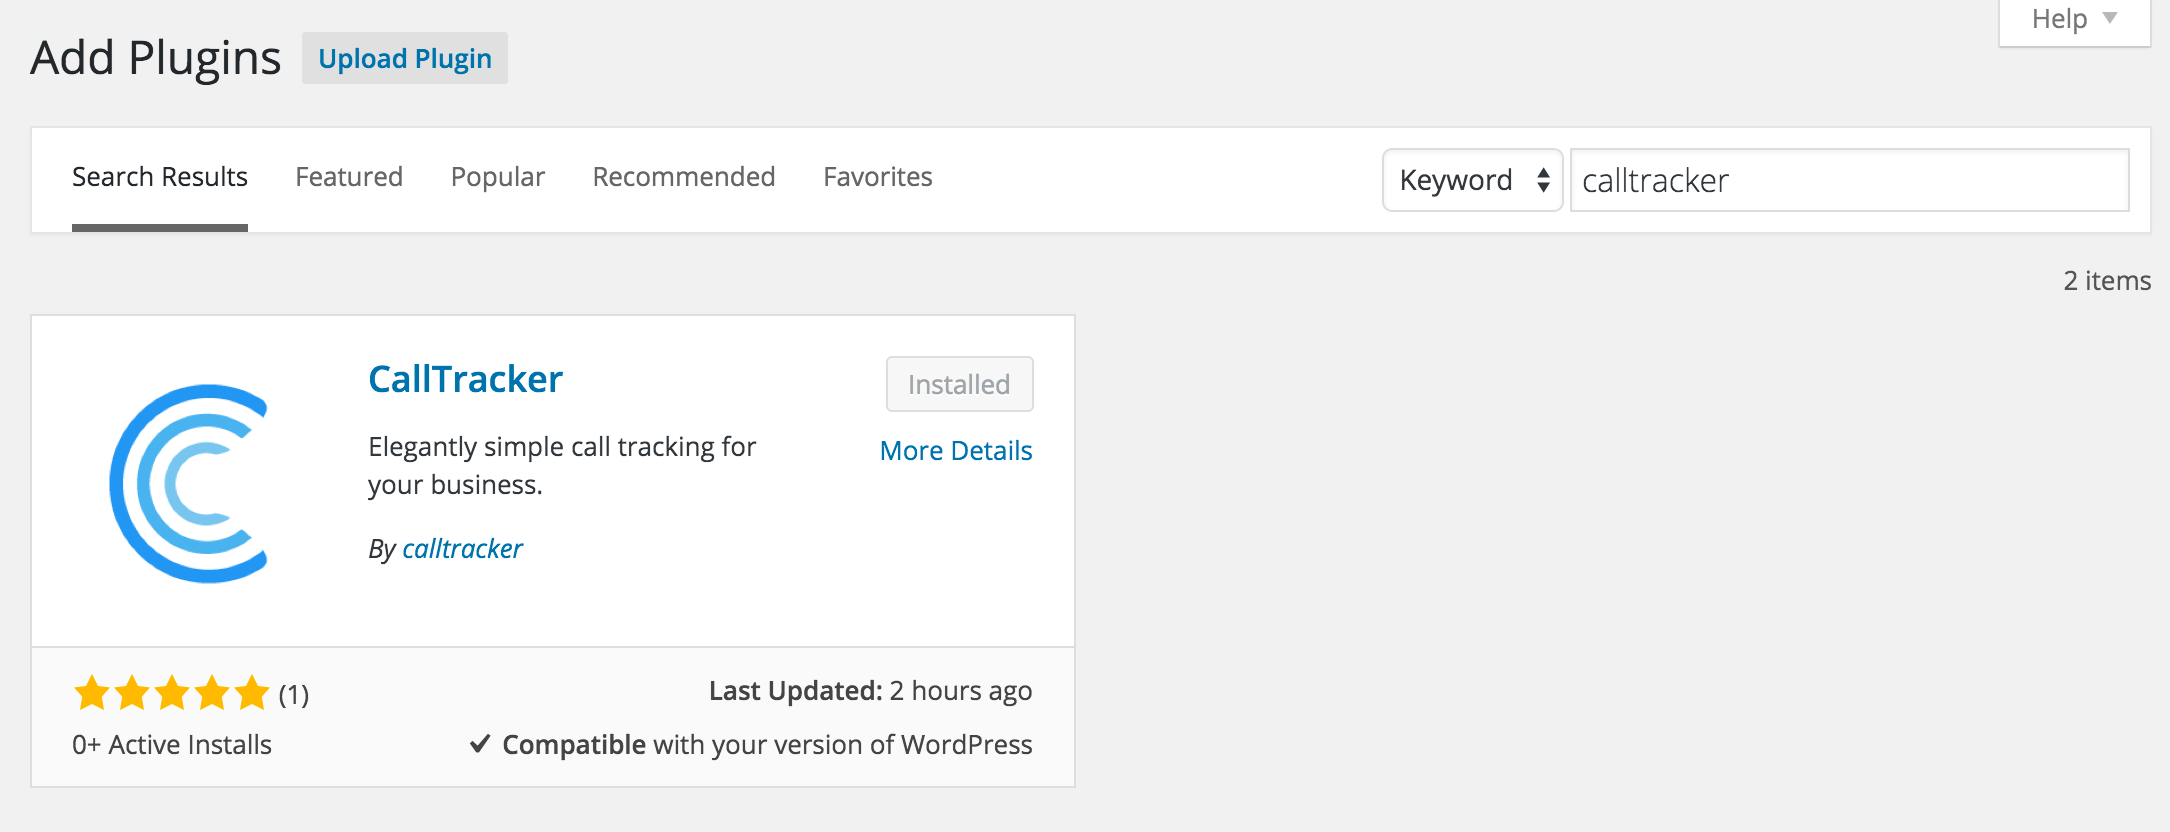 Help
Add Plugins Upload Plugin
Search Results Featured Popular Recommended Favorites Keyword calltracker
2 items
CallTracker
Installed
Elegantly simple call tracking for
your business.
More Details
By calltracker
(1)
Last Updated: 2 hours ago
0+ Active Installs
Compatible with your version of WordPress